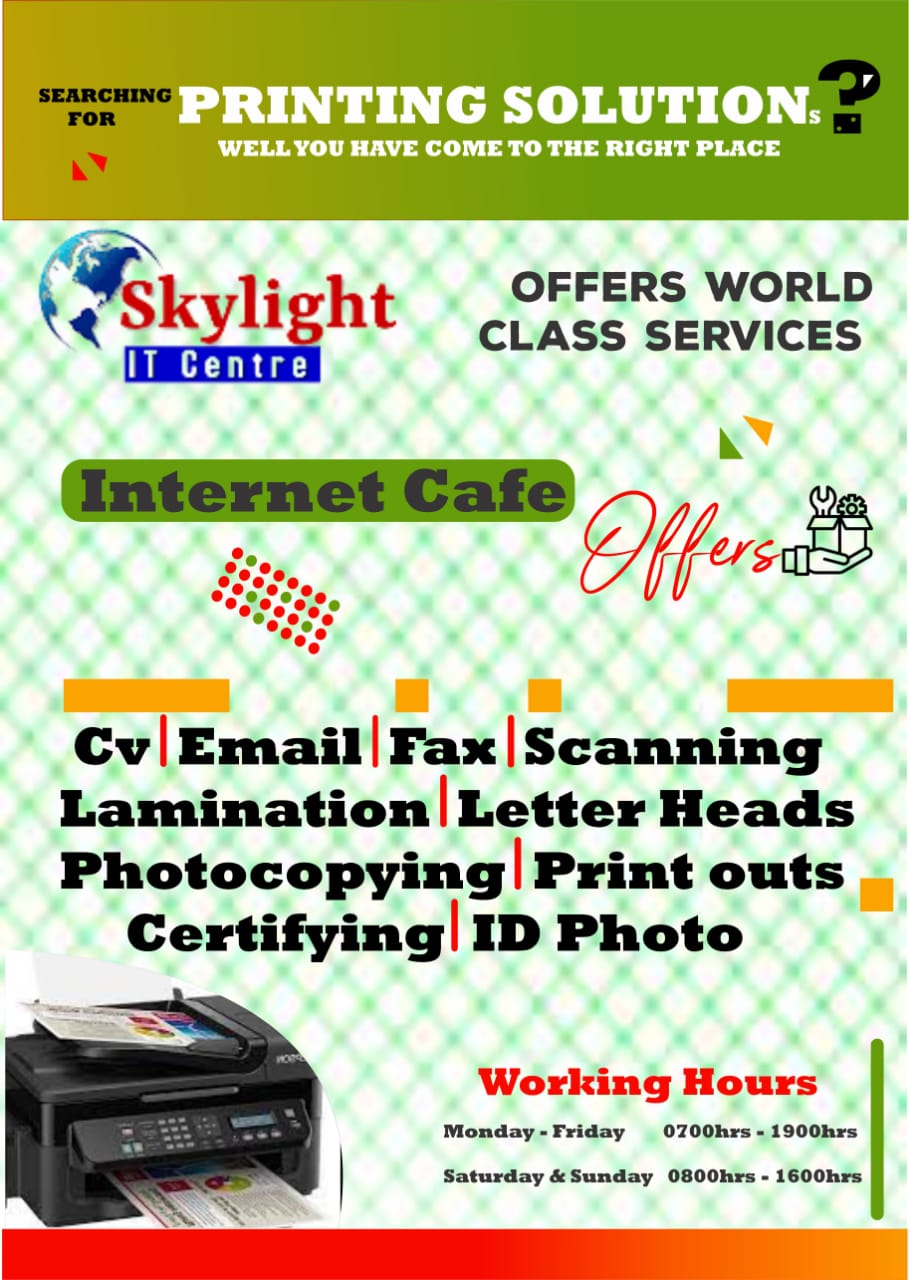 SEARCHING FOR
PRINTING SOLUTIONs ?
WELL YOU HAVE COME TO THE RIGHT PLACE
Skylight
IT Centre
OFFERS WORLD
CLASS SERVICES
Internet Cafe
Offers
Cv|Email|Fax|Scanning
Lamination|Letter Heads
Photocopying|Print outs
Certifying|ID Photo
Working Hours
Monday - Friday 0700hrs - 1900hrs
Saturday & Sunday 0800hrs - 1600hrs